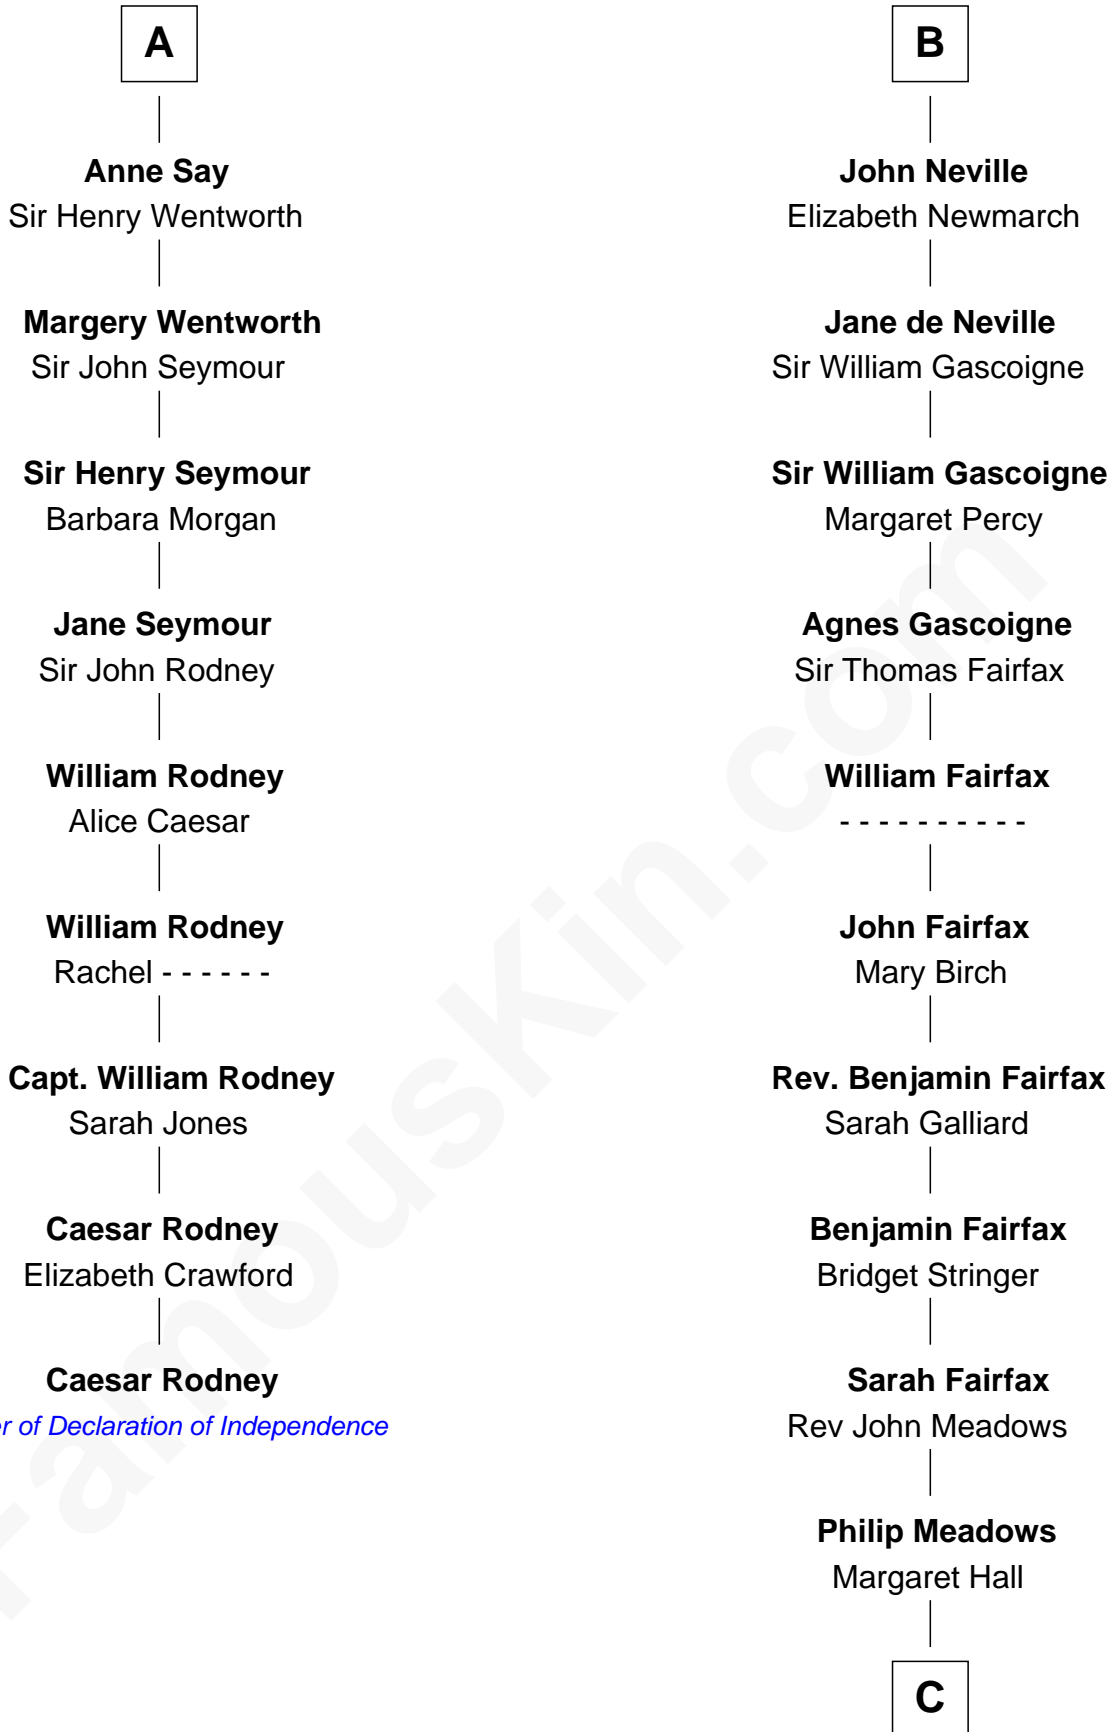 A
Anne Say
Sir Henry Wentworth
Margery Wentworth
Sir John Seymour
Sir Henry Seymour
Barbara Morgan
Jane Seymour
Sir John Rodney
William Rodney
Alice Caesar
William Rodney
Rachel - - - - - -
Capt. William Rodney
Sarah Jones
Caesar Rodney
Elizabeth Crawford
Caesar Rodney
of Declaration of Independence
B
John Neville
Elizabeth Newmarch
Jane de Neville
Sir William Gascoigne
Sir William Gascoigne
Margaret Percy
Agnes Gascoigne
Sir Thomas Fairfax
William Fairfax
- - - - - - - - - -
John Fairfax
Mary Birch
Rev. Benjamin Fairfax
Sarah Galliard
Benjamin Fairfax
Bridget Stringer
Sarah Fairfax
Rev John Meadows
Philip Meadows
Margaret Hall
C
FamousKin.com